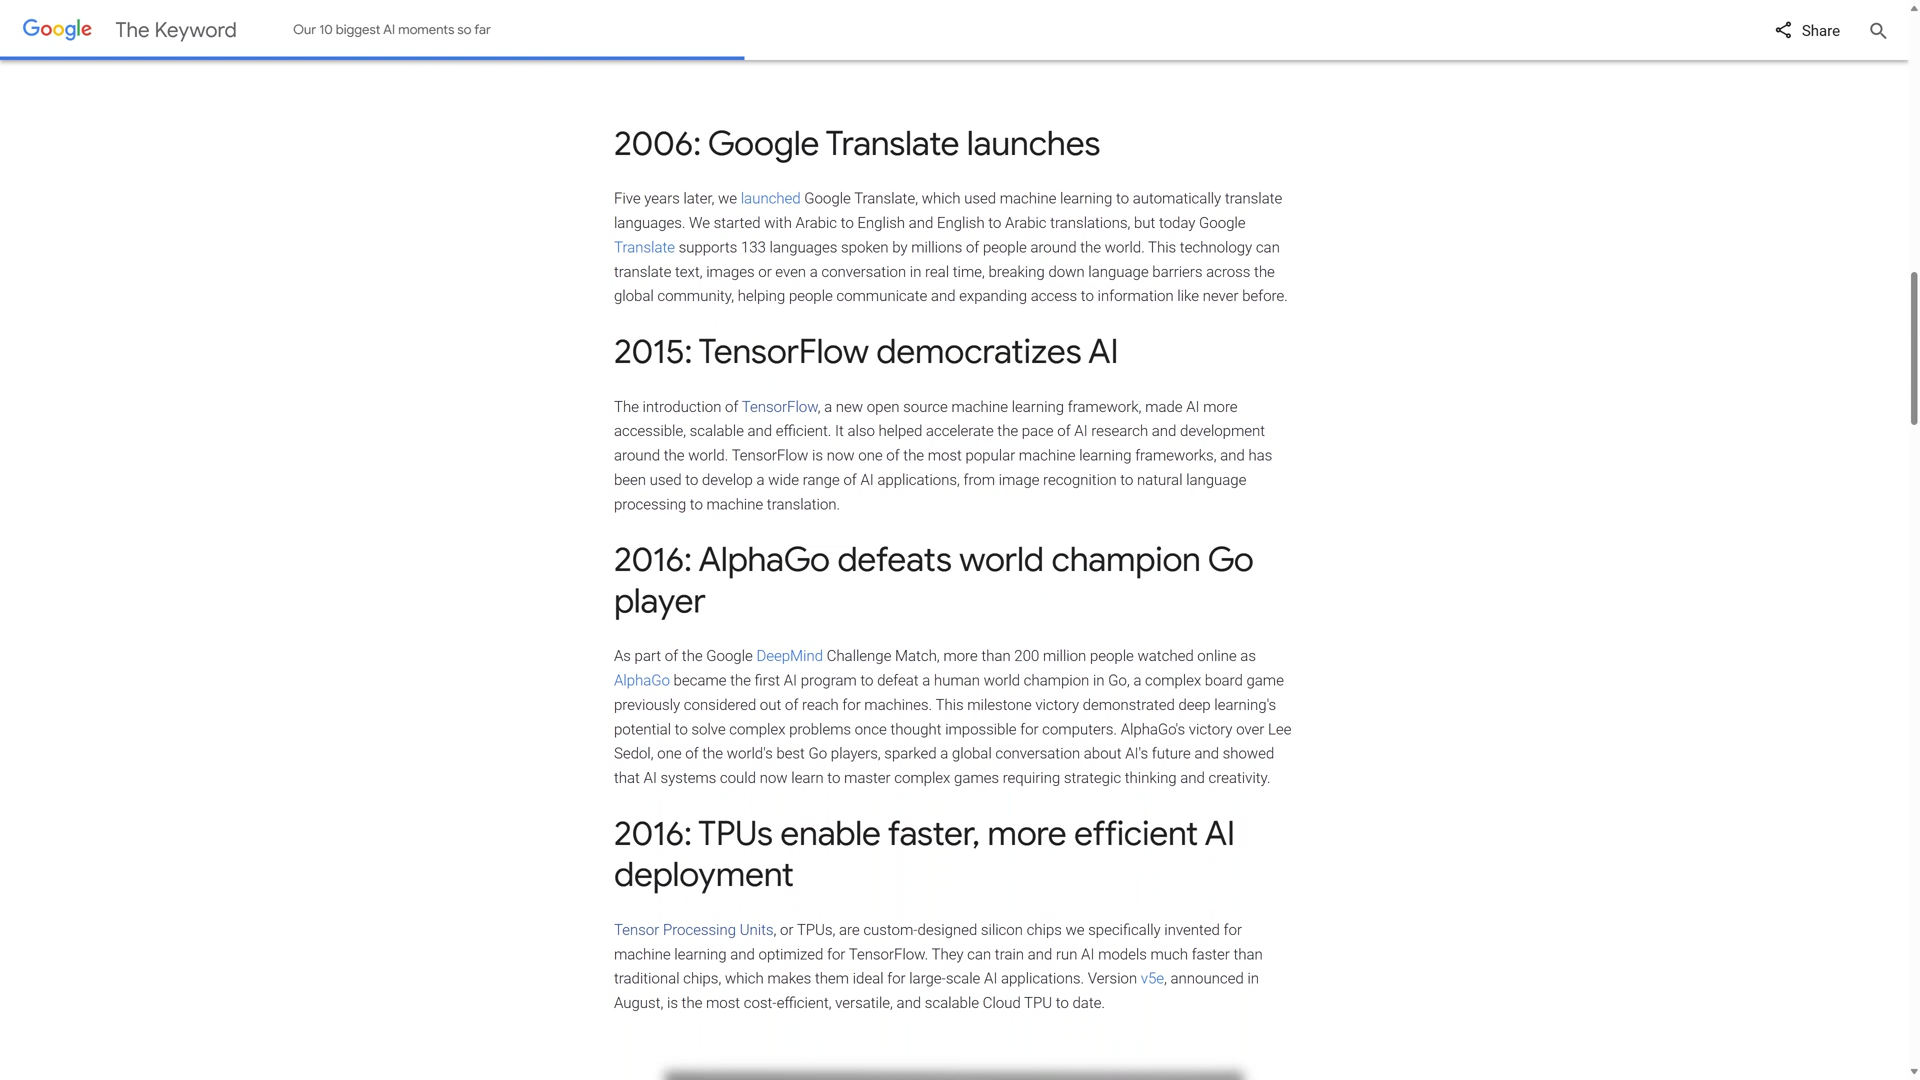 Google The Keyword Our 10 biggest AI moments so far Share
2006: Google Translate launches
Five years later, we launched Google Translate, which used machine learning to automatically translate
languages. We started with Arabic to English and English to Arabic translations, but today Google
Translate supports 133 languages spoken by millions of people around the world. This technology can
translate text, images or even a conversation in real time, breaking down language barriers across the
global community, helping people communicate and expanding access to information like never before.
2015: TensorFlow democratizes AI
The introduction of TensorFlow, a new open source machine learning framework, made AI more
accessible, scalable and efficient. It also helped accelerate the pace of AI research and development
around the world. TensorFlow is now one of the most popular machine learning frameworks, and has
been used to develop a wide range of AI applications, from image recognition to natural language
processing to machine translation.
2016: AlphaGo defeats world champion Go
player
As part of the Google DeepMind Challenge Match, more than 200 million people watched online as
AlphaGo became the first AI program to defeat a human world champion in Go, a complex board game
previously considered out of reach for machines. This milestone victory demonstrated deep learning's
potential to solve complex problems once thought impossible for computers. AlphaGo's victory over Lee
Sedol, one of the world's best Go players, sparked a global conversation about AI's future and showed
that AI systems could now learn to master complex games requiring strategic thinking and creativity.
2016: TPUs enable faster, more efficient AI
deployment
Tensor Processing Units, or TPUs, are custom-designed silicon chips we specifically invented for
machine learning and optimized for TensorFlow. They can train and run AI models much faster than
traditional chips, which makes them ideal for large-scale AI applications. Version v5e, announced in
August, is the most cost-efficient, versatile, and scalable Cloud TPU to date.